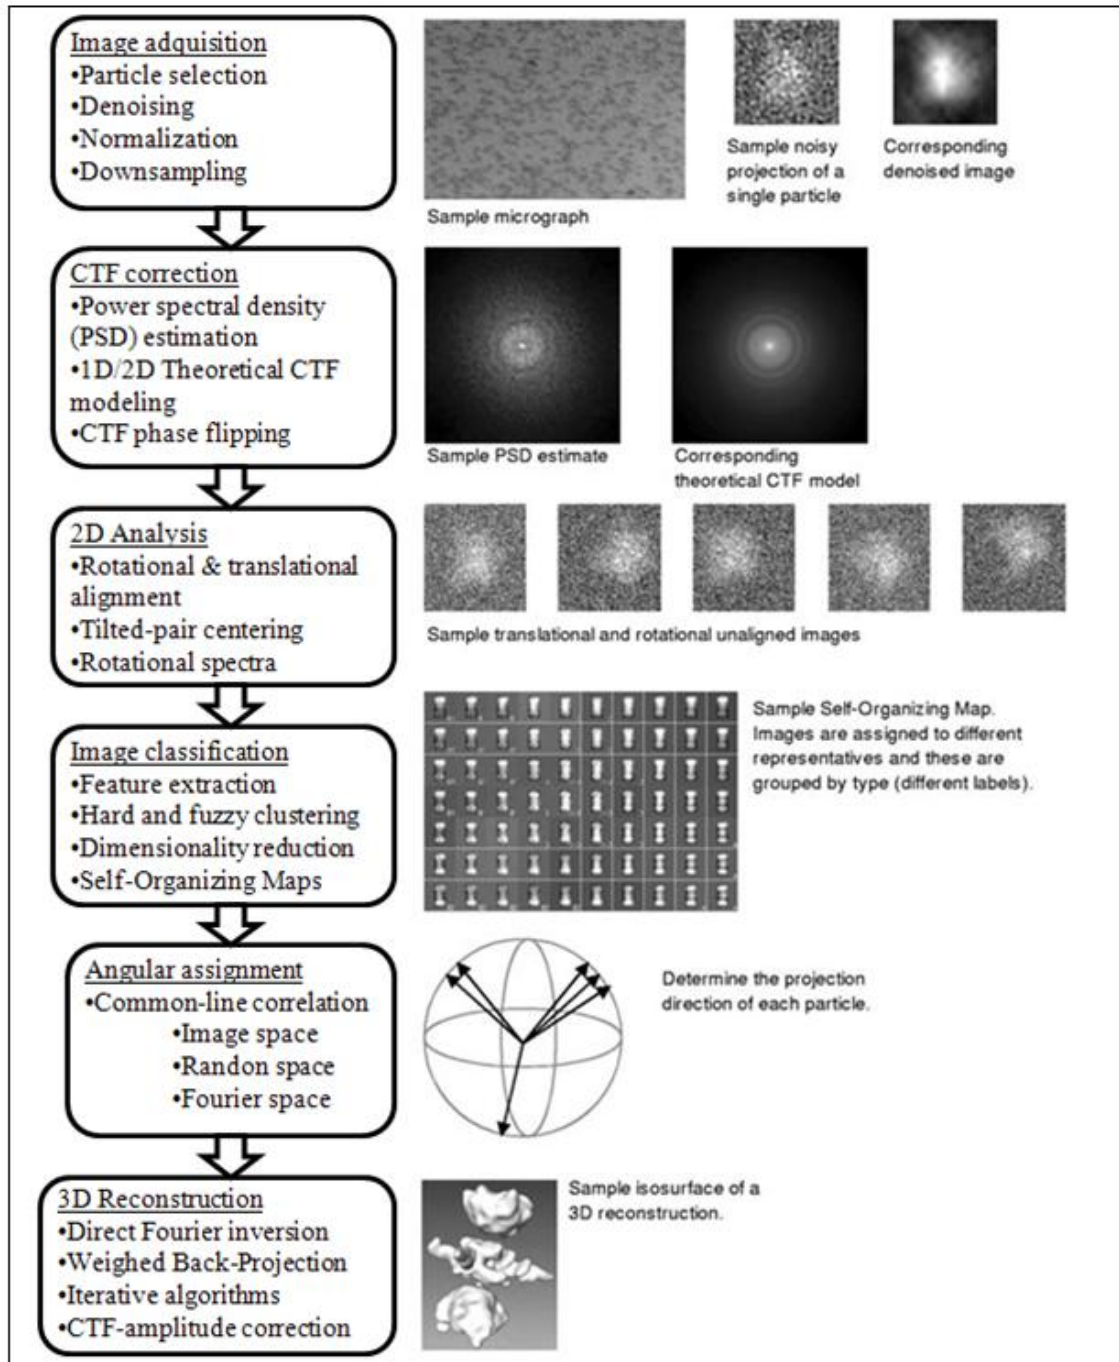 Image adquisition
•Particle selection
•Denoising
•Normalization
•Downsampling
Sample micrograph
Sample noisy
projection of a
single particle
Corresponding
denoised image
CTF correction
•Power spectral density
(PSD) estimation
•1D/2D Theoretical CTF
modeling
•CTF phase flipping
Sample PSD estimate
Corresponding
theoretical CTF model
2D Analysis
•Rotational & translational
alignment
•Tilted-pair centering
•Rotational spectra
Sample translational and rotational unaligned images
Image classification
•Feature extraction
•Hard and fuzzy clustering
•Dimensionality reduction
•Self-Organizing Maps
Sample Self-Organizing Map.
Images are assigned to different
representatives and these are
grouped by type (different labels).
Angular assignment
•Common-line correlation
•Image space
•Randon space
•Fourier space
Determine the projection
direction of each particle.
3D Reconstruction
•Direct Fourier inversion
•Weighed Back-Projection
•Iterative algorithms
•CTF-amplitude correction
Sample isosurface of a
3D reconstruction.